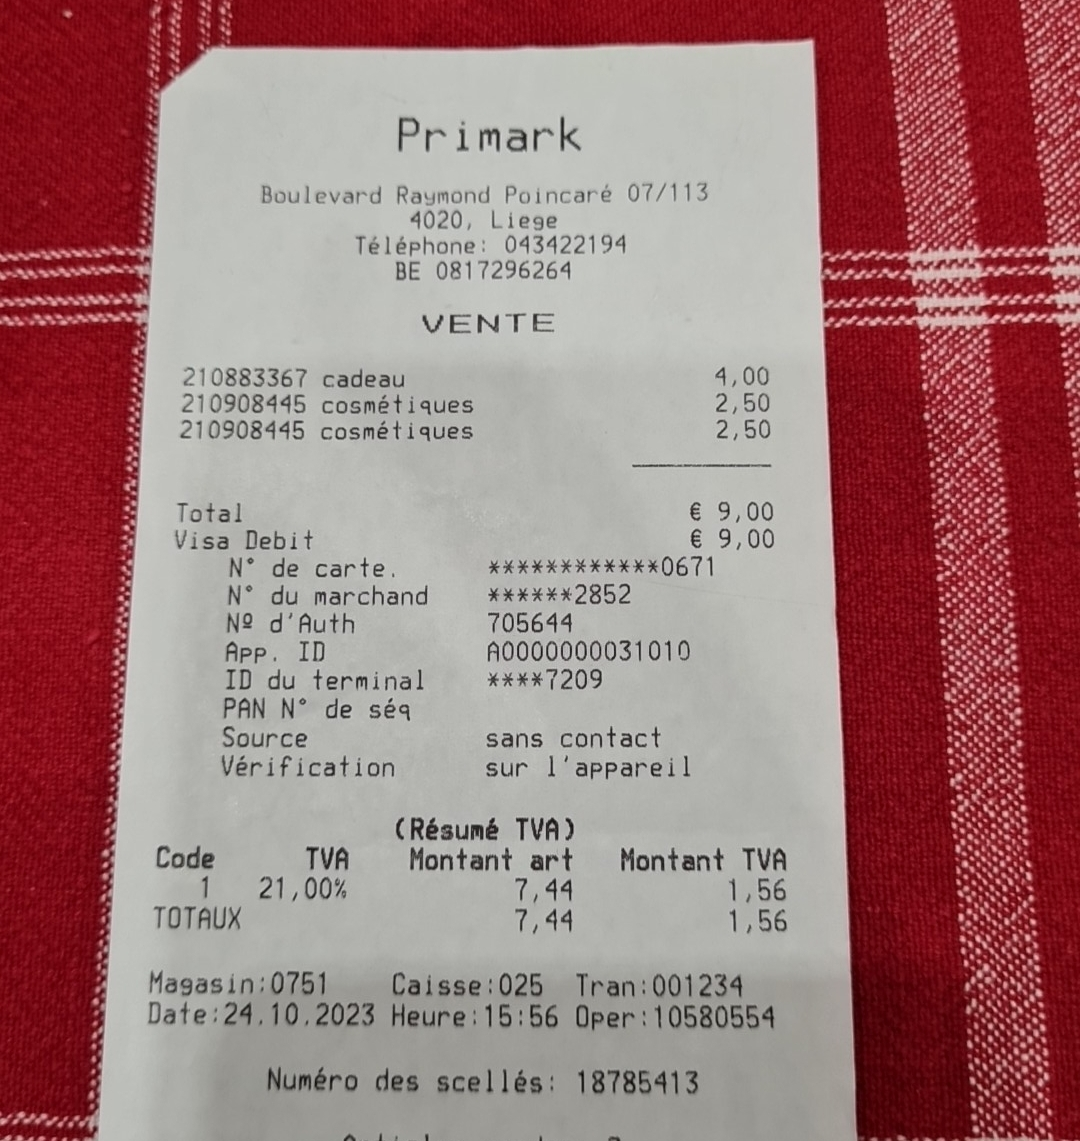 Primark
Boulevard Raymond Poincaré 07/113
4020, Liege
Téléphone: 043422194
BE 0817296264
VENTE
210883367 cadeau 4,00
210908445 cosmétiques 2,50
210908445 cosmétiques 2,50
Total € 9,00
Visa Debit € 9,00
N° de carte. ************0671
N° du marchand ******2852
Nº d'Auth 705644
App. ID A0000000031010
ID du terminal ****7209
PAN N° de séq
Source sans contact
Vérification sur l'appareil
(Résumé TVA)
Code TVA Montant art Montant TVA
1 21,00% 7,44 1,56
TOTAUX 7,44 1,56
Magasin:0751 Caisse:025 Tran:001234
Date:24.10.2023 Heure:15:56 Oper:10580554
Numéro des scellés: 18785413